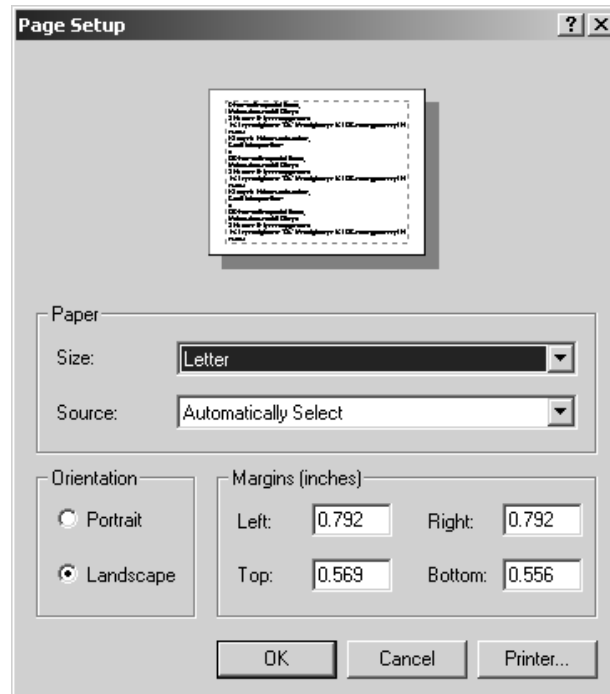 Page Setup
Paper
Size: Letter
Source: Automatically Select
Orientation
Portrait
Landscape
Margins (inches)
Left: 0.792 Right: 0.792
Top: 0.569 Bottom: 0.556
OK Cancel Printer...